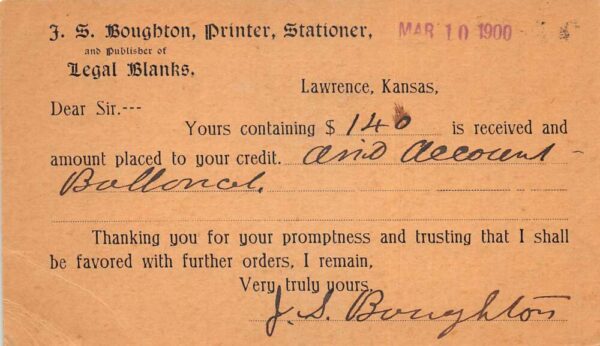 J. S. Boughton, Printer, Stationer,
and Publisher of
Legal Blanks.
MAR 10 1900
Lawrence, Kansas,
Dear Sir.---
Yours containing $ 140 is received and
amount placed to your credit. and account -
Ballonced.
Thanking you for your promptness and trusting that I shall
be favored with further orders, I remain,
Very truly yours,
J. S. Boughton